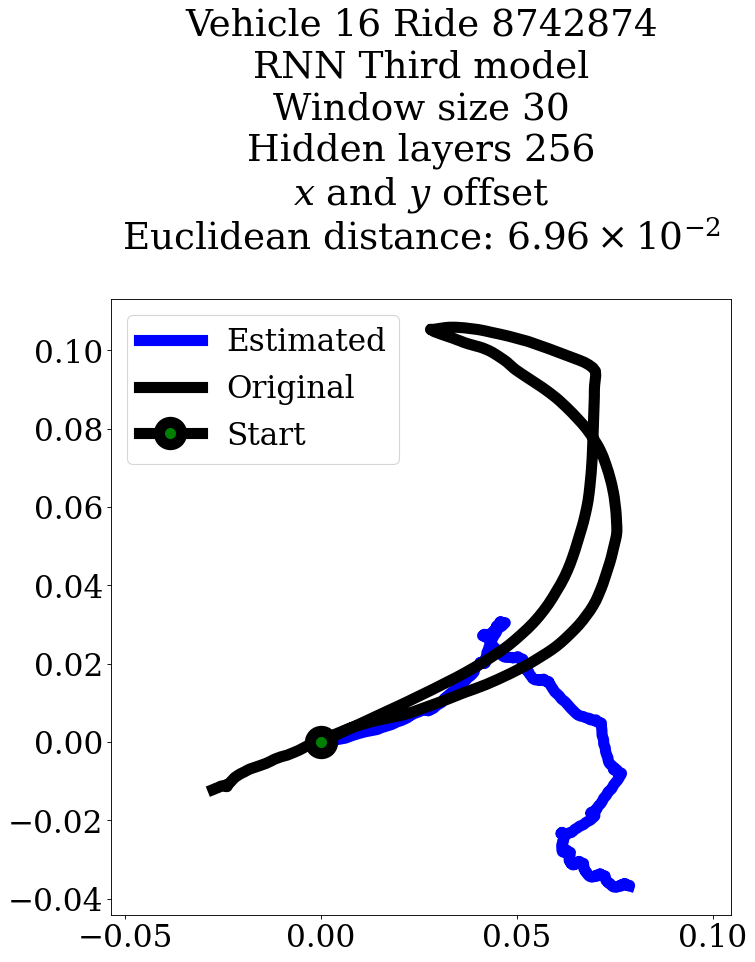 Vehicle 16 Ride 8742874
RNN Third model
Window size 30
Hidden layers 256
x and y offset
Euclidean distance: 6.96 × 10⁻²
Estimated
Original
Start
0.10
0.08
0.06
0.04
0.02
0.00
−0.02
−0.04
−0.05 0.00 0.05 0.10